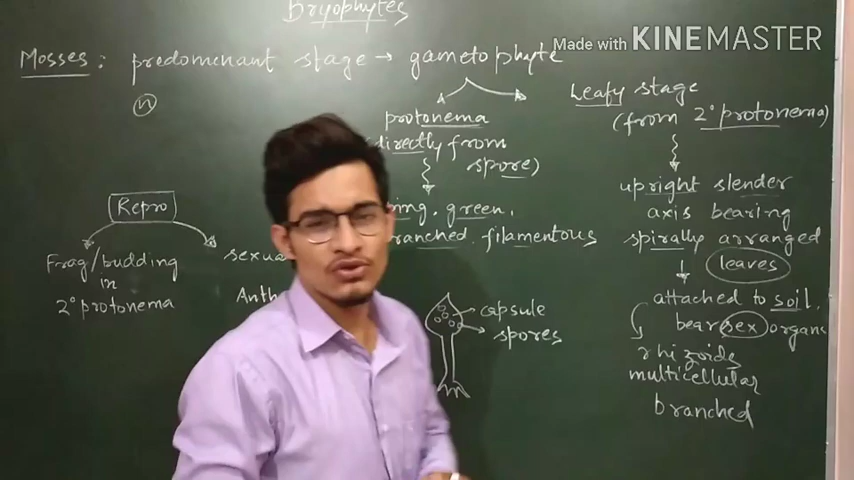 Bryophytes
Made with KINEMASTER
Mosses: predominant stage → gametophyte
(n)
protonema
(directly from
spore)
green,
branched. filamentous
Leafy stage
(from 2° protonema)
upright slender
axis bearing
spirally arranged
leaves
attached to soil.
bear sex organs
rhizoids
multicellular
branched
Repro
Frag/budding
in
2° protonema
capsule
spores